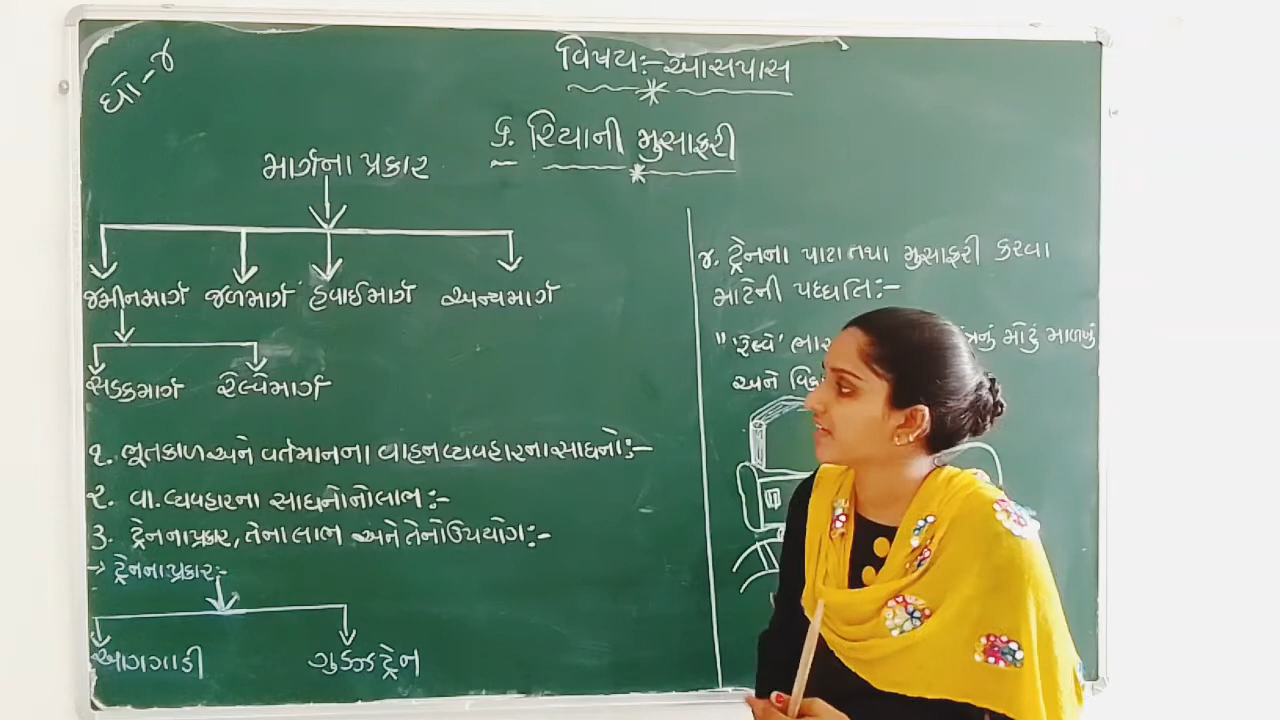 ધો-૪
વિષય:-આસપાસ
૬. રિયાની મુસાફરી
માર્ગના પ્રકાર
જમીનમાર્ગ જળમાર્ગ હવાઈમાર્ગ અન્યમાર્ગ
સડકમાર્ગ રેલ્વેમાર્ગ
૧. ભૂતકાળ અને વર્તમાનના વાહનવ્યવહારના સાધનો:-
૨. વા. વ્યવહારના સાધનોનો લાભ:-
૩. ટ્રેનના પ્રકાર, તેના લાભ અને તેનો ઉપયોગ:-
→ ટ્રેનના પ્રકાર:-
આગગાડી ગુડઝ ટ્રેન
૪. ટ્રેનના પાટા તથા મુસાફરી કરવા
માટેની પધ્ધતિ:-
" 'રેલ્વે' મોટું માળખું
અને